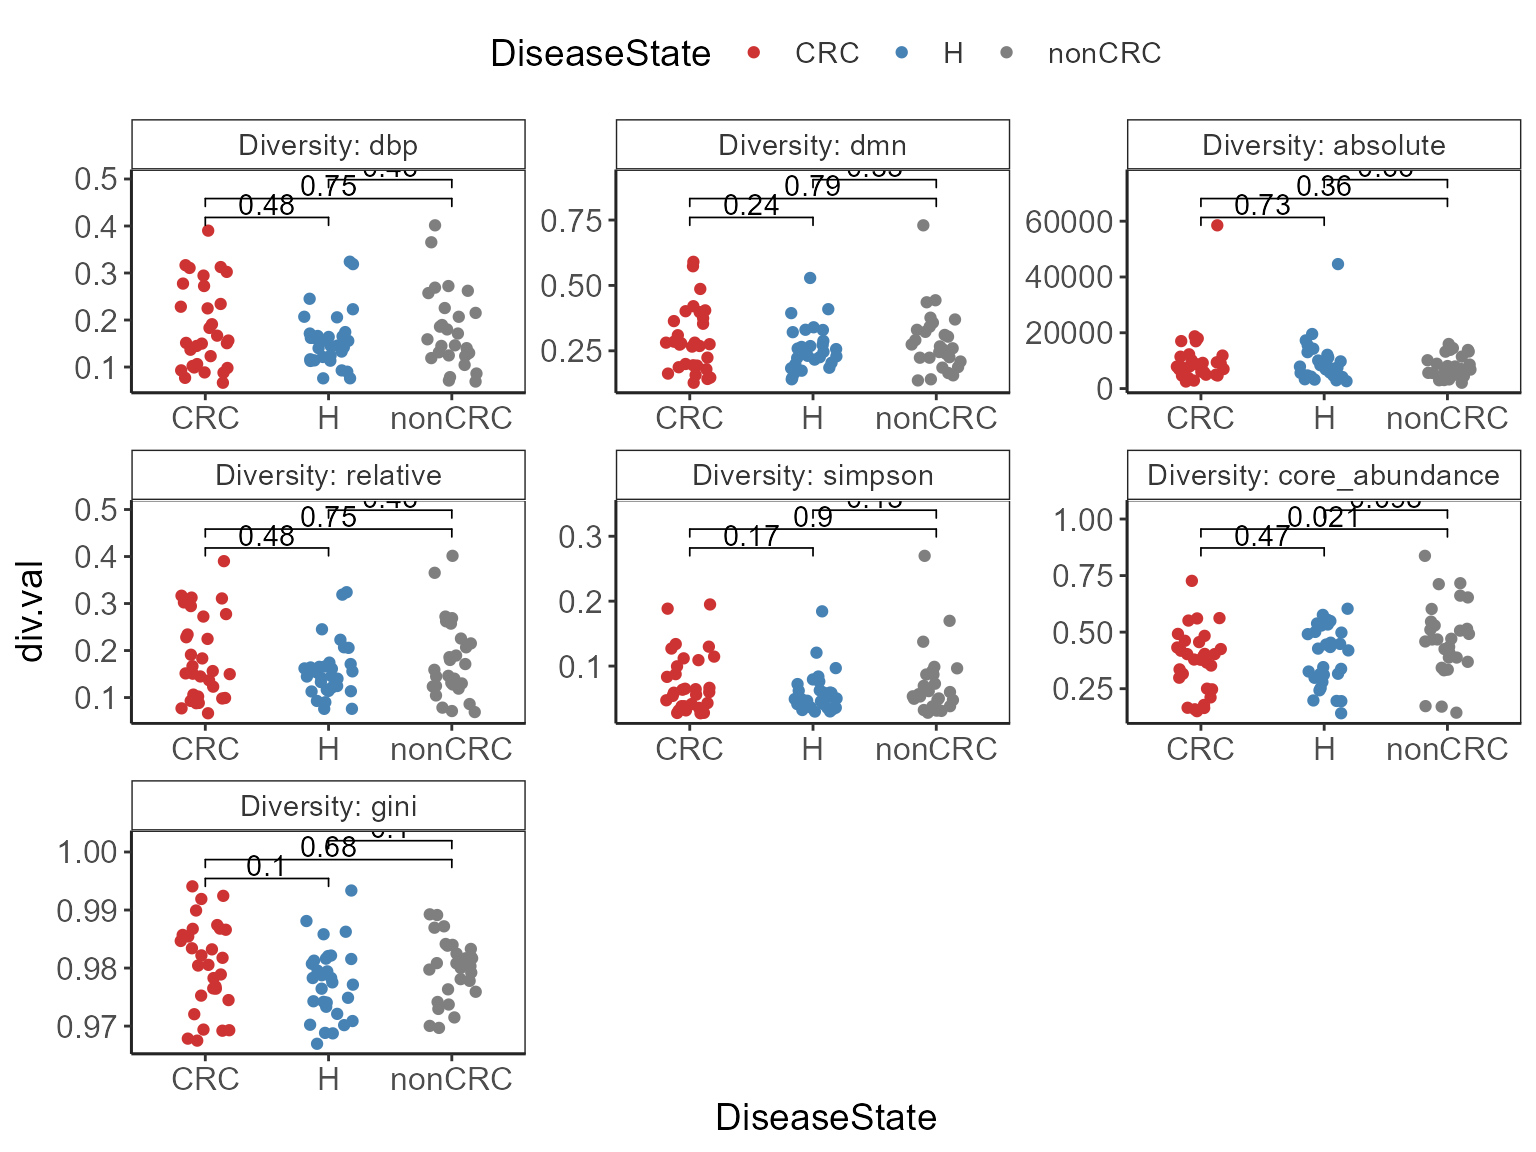 DiseaseState CRC H nonCRC
Diversity: dbp
0.5
0.4
0.3
0.2
0.1
0.75
0.48
CRC H nonCRC
Diversity: dmn
0.75
0.50
0.25
0.79
0.24
CRC H nonCRC
Diversity: absolute
60000
40000
20000
0
0.36
0.73
CRC H nonCRC
div.val
Diversity: relative
0.5
0.4
0.3
0.2
0.1
0.75
0.48
CRC H nonCRC
Diversity: simpson
0.3
0.2
0.1
0.9
0.17
CRC H nonCRC
Diversity: core_abundance
1.00
0.75
0.50
0.25
0.021
0.47
CRC H nonCRC
Diversity: gini
1.00
0.99
0.98
0.97
0.68
0.1
CRC H nonCRC
DiseaseState